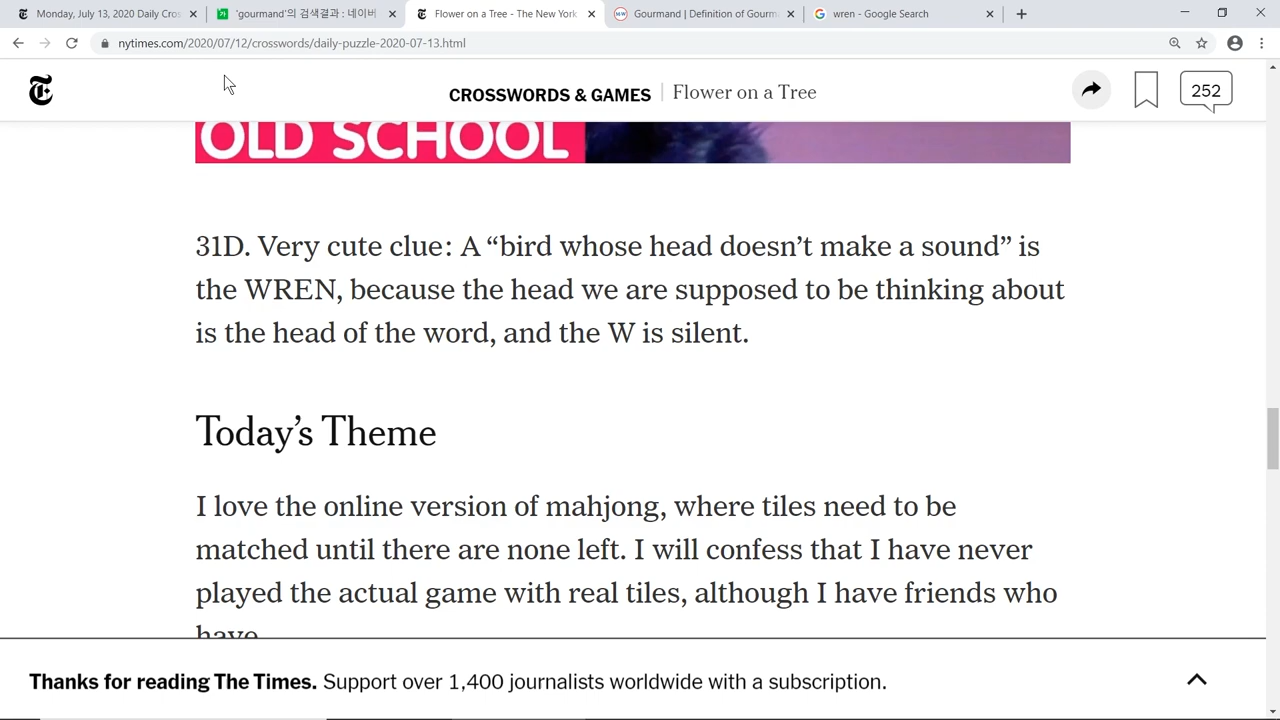 Monday, July 13, 2020 Daily Cros
'gourmand'의 검색결과 : 네이버
Flower on a Tree - The New York
Gourmand | Definition of Gourm
wren - Google Search
nytimes.com/2020/07/12/crosswords/daily-puzzle-2020-07-13.html
CROSSWORDS & GAMES | Flower on a Tree
252
OLD SCHOOL
31D. Very cute clue: A “bird whose head doesn’t make a sound” is
the WREN, because the head we are supposed to be thinking about
is the head of the word, and the W is silent.
Today’s Theme
I love the online version of mahjong, where tiles need to be
matched until there are none left. I will confess that I have never
played the actual game with real tiles, although I have friends who
have.
Thanks for reading The Times. Support over 1,400 journalists worldwide with a subscription.